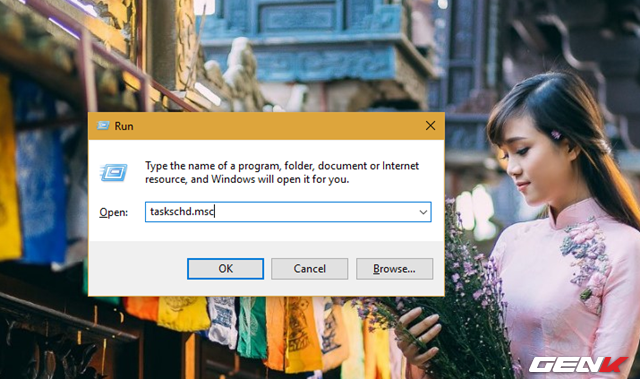 Run
Type the name of a program, folder, document or Internet
resource, and Windows will open it for you.
Open:
taskschd.msc
OK
Cancel
Browse...
GENK